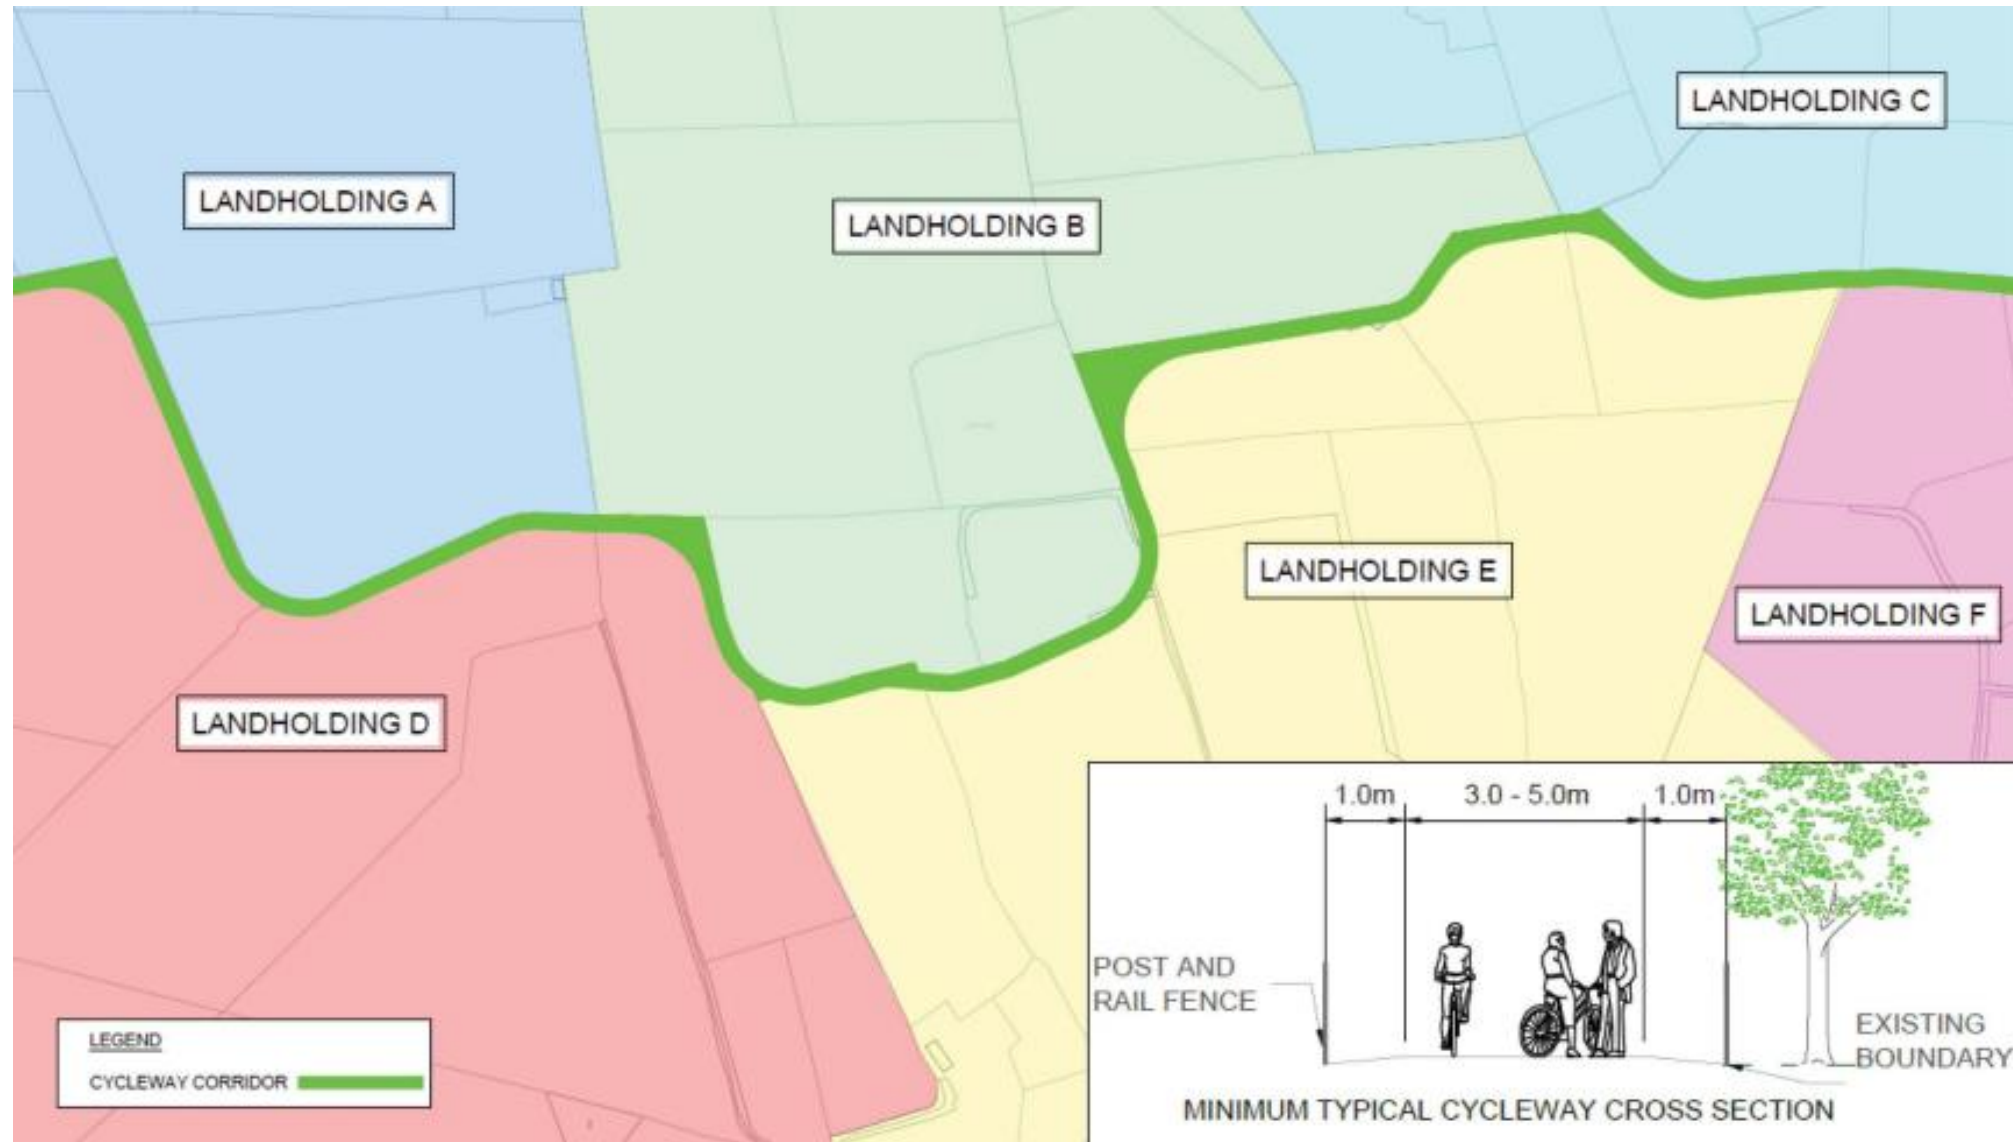 LANDHOLDING C
LANDHOLDING A
LANDHOLDING B
LANDHOLDING E
LANDHOLDING F
LANDHOLDING D
1.0m
3.0 - 5.0m
1.0m
POST AND
RAIL FENCE
EXISTING
BOUNDARY
MINIMUM TYPICAL CYCLEWAY CROSS SECTION
LEGEND
CYCLEWAY CORRIDOR